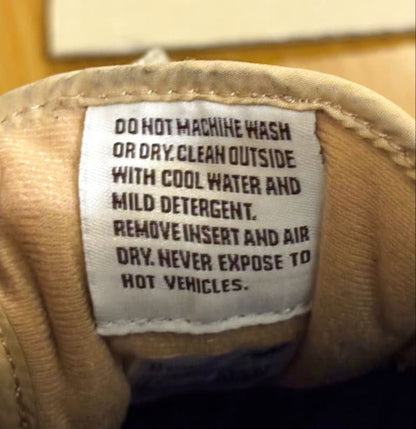 DO NOT MACHINE WASH
OR DRY. CLEAN OUTSIDE
WITH COOL WATER AND
MILD DETERGENT.
REMOVE INSERT AND AIR
DRY. NEVER EXPOSE TO
HOT VEHICLES.